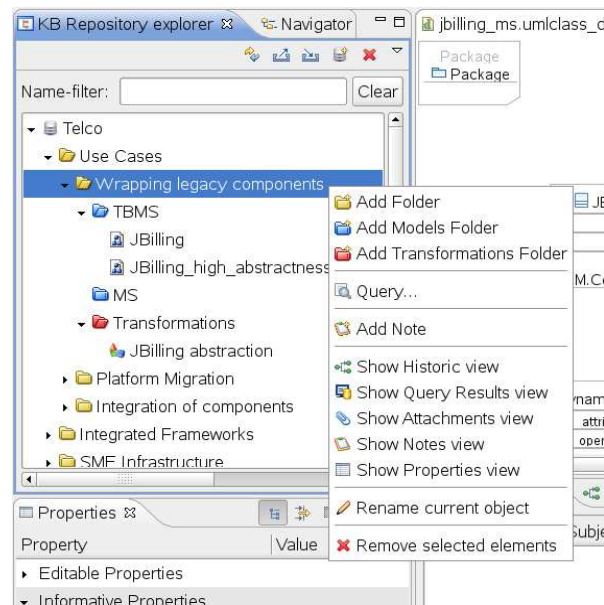 KB Repository explorer
Navigator
jbilling_ms.umlclass_
Package
Package
Name-filter:
Clear
Telco
Use Cases
Wrapping legacy components
TBMS
JBilling
JBilling_high_abstractness
MS
Transformations
JBilling abstraction
Platform Migration
Integration of components
Integrated Frameworks
SME Infrastructure
Add Folder
Add Models Folder
Add Transformations Folder
Query...
Add Note
Show Historic view
Show Query Results view
Show Attachments view
Show Notes view
Show Properties view
Rename current object
Remove selected elements
Properties
Property
Value
Editable Properties
Informative Properties